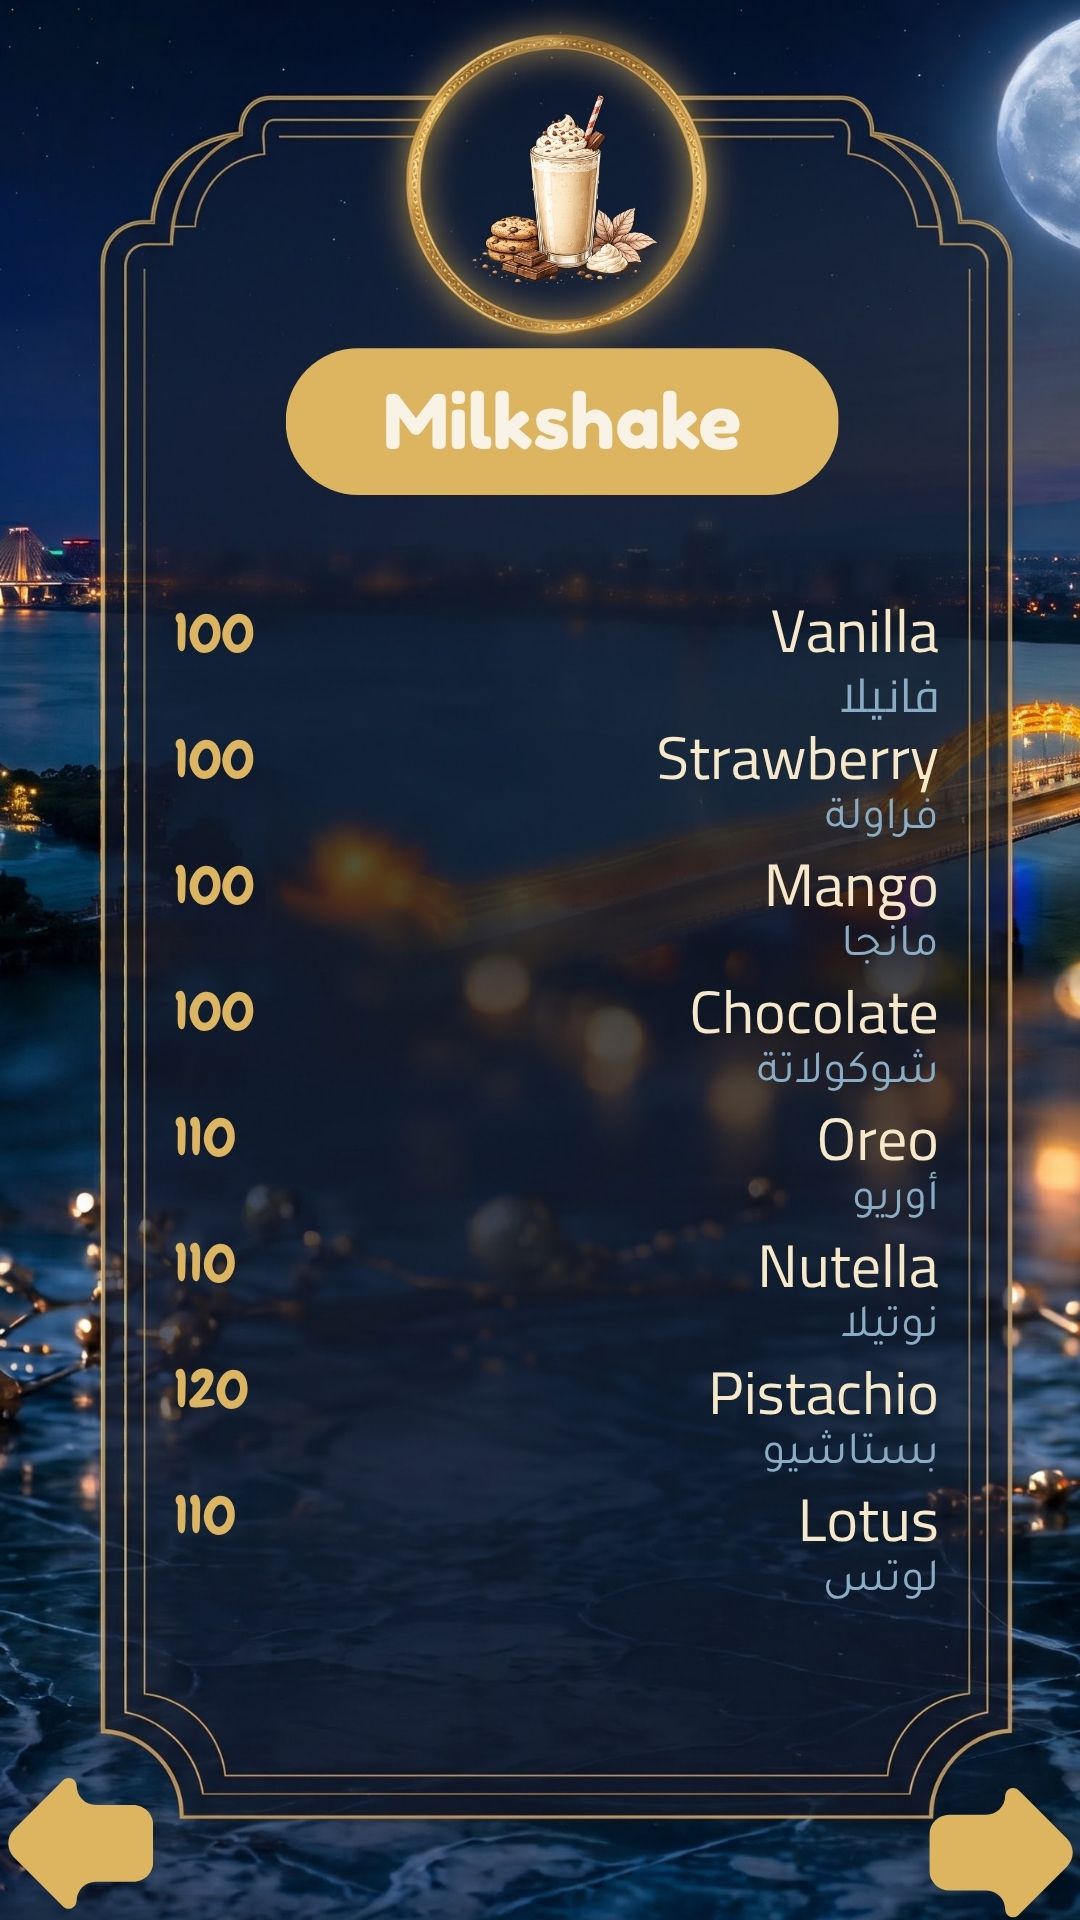 Milkshake
100 Vanilla
فانيلا
100 Strawberry
فراولة
100 Mango
مانجا
100 Chocolate
شوكولاتة
110 Oreo
أوريو
110 Nutella
نوتيلا
120 Pistachio
بستاشيو
110 Lotus
لوتس